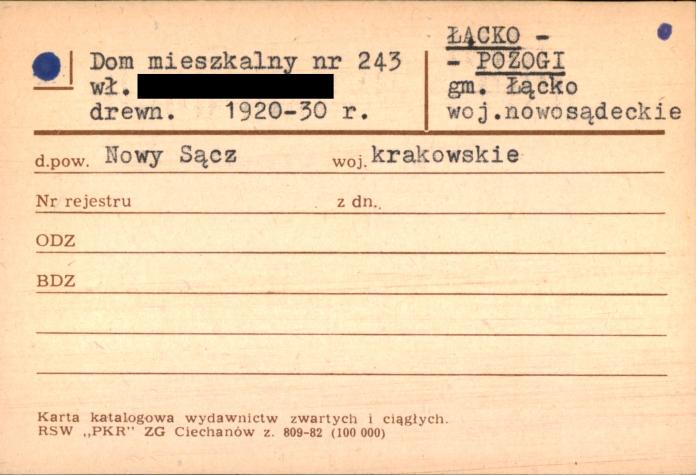 Dom mieszkalny nr 243
wł.
drewn. 1920-30 r.
ŁĄCKO -
- POŻOGI
gm. Łącko
woj.nowosądeckie
d.pow. Nowy Sącz woj. krakowskie
Nr rejestru z dn.
ODZ
BDZ
Karta katalogowa wydawnictw zwartych i ciągłych.
RSW „PKR" ZG Ciechanów z. 809-82 (100 000)